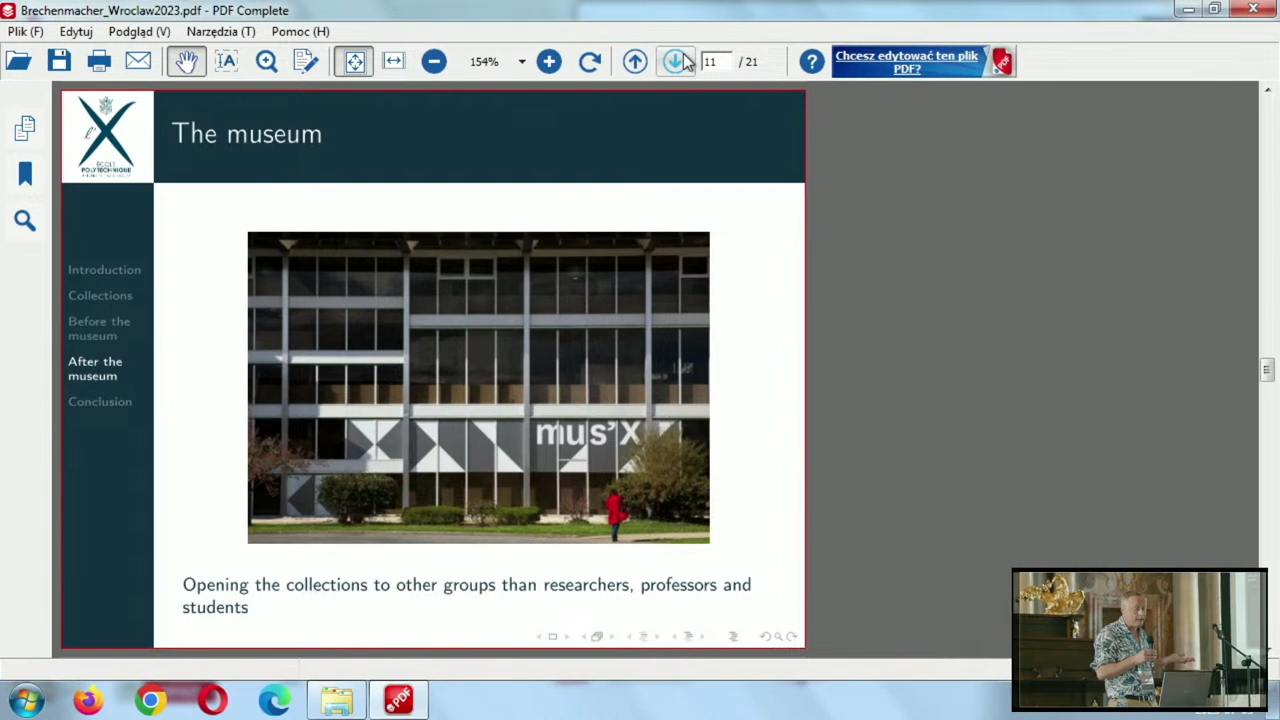 Brechenmacher_Wroclaw2023.pdf - PDF Complete
Plik (F) Edytuj Podgląd (V) Narzędzia (T) Pomoc (H)
154% 11 / 21 Chcesz edytować ten plik
PDF?
The museum
ÉCOLE
POLYTECHNIQUE
Introduction
Collections
Before the
museum
After the
museum
Conclusion
mus'X
Opening the collections to other groups than researchers, professors and
students